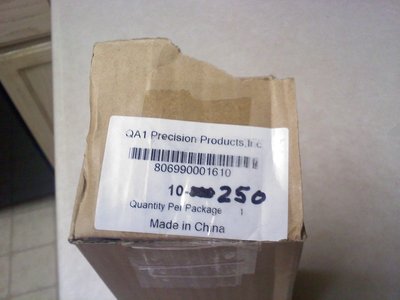 QA1 Precision Products,Inc
806990001610
10-250
Quantity Per Package 1
Made in China